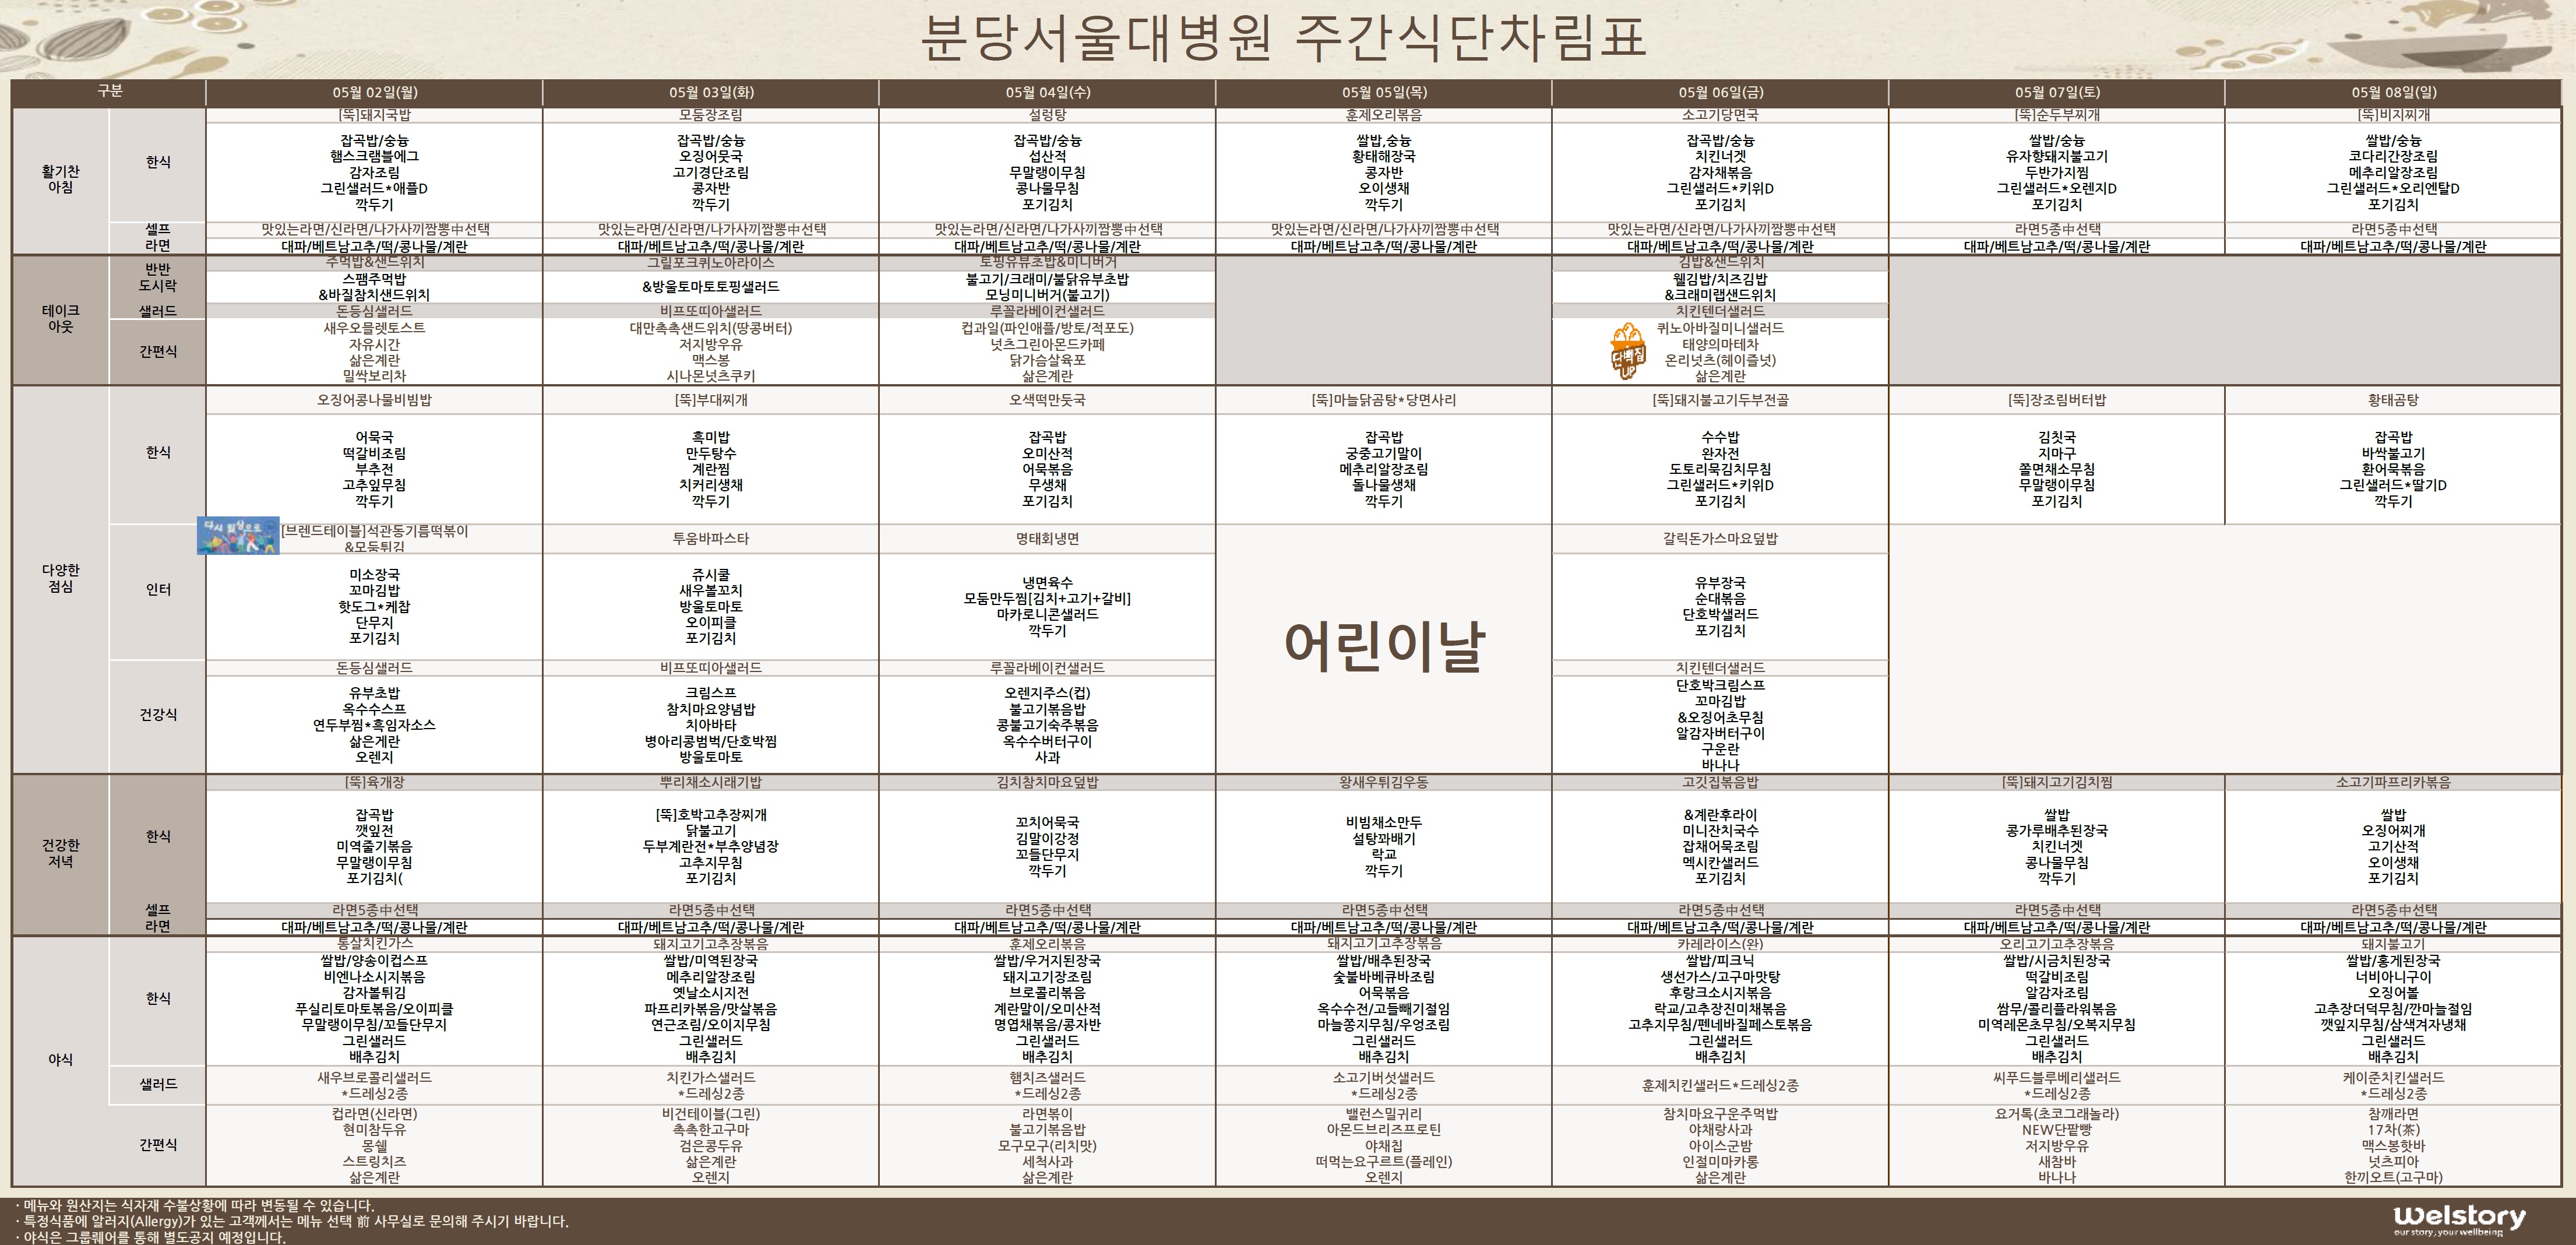 분당서울대병원 주간식단차림표
구분
05월 02일(월)
05월 03일(화)
05월 04일(수)
05월 05일(목)
05월 06일(금)
05월 07일(토)
05월 08일(일)
활기찬
아침
한식
[뚝]돼지국밥
잡곡밥/숭늉
햄스크램블에그
감자조림
그린샐러드*애플D
깍두기
모둠장조림
잡곡밥/숭늉
오징어뭇국
고기경단조림
콩자반
깍두기
설렁탕
잡곡밥/숭늉
섭산적
무말랭이무침
콩나물무침
포기김치
훈제오리볶음
쌀밥,숭늉
황태해장국
콩자반
오이생채
깍두기
소고기당면국
잡곡밥/숭늉
치킨너겟
감자채볶음
그린샐러드*키위D
포기김치
[뚝]순두부찌개
쌀밥/숭늉
유자향돼지불고기
두반가지찜
그린샐러드*오렌지D
포기김치
[뚝]비지찌개
쌀밥/숭늉
코다리간장조림
메추리알장조림
그린샐러드*오리엔탈D
포기김치
셀프
라면
맛있는라면/신라면/나가사끼짬뽕中선택
대파/베트남고추/떡/콩나물/계란
맛있는라면/신라면/나가사끼짬뽕中선택
대파/베트남고추/떡/콩나물/계란
맛있는라면/신라면/나가사끼짬뽕中선택
대파/베트남고추/떡/콩나물/계란
맛있는라면/신라면/나가사끼짬뽕中선택
대파/베트남고추/떡/콩나물/계란
맛있는라면/신라면/나가사끼짬뽕中선택
대파/베트남고추/떡/콩나물/계란
라면5종中선택
대파/베트남고추/떡/콩나물/계란
라면5종中선택
대파/베트남고추/떡/콩나물/계란
테이크
아웃
반반
도시락
주먹밥&샌드위치
스팸주먹밥
&바질참치샌드위치
그릴포크퀴노아라이스
&방울토마토토핑샐러드
토핑유뷰초밥&미니버거
불고기/크래미/불닭유부초밥
모닝미니버거(불고기)
김밥&샌드위치
웰김밥/치즈김밥
&크래미랩샌드위치
샐러드
돈등심샐러드
비프또띠아샐러드
루꼴라베이컨샐러드
치킨텐더샐러드
간편식
새우오믈렛토스트
자유시간
삶은계란
밀싹보리차
대만촉촉샌드위치(땅콩버터)
저지방우유
맥스봉
시나몬넛츠쿠키
컵과일(파인애플/방토/적포도)
넛츠그린아몬드카페
닭가슴살육포
삶은계란
단백질
UP
퀴노아바질미니샐러드
태양의마테차
온리넛츠(헤이즐넛)
삶은계란
다양한
점심
한식
오징어콩나물비빔밥
어묵국
떡갈비조림
부추전
고추잎무침
깍두기
[뚝]부대찌개
흑미밥
만두탕수
계란찜
치커리생채
깍두기
오색떡만둣국
잡곡밥
오미산적
어묵볶음
무생채
포기김치
[뚝]마늘닭곰탕*당면사리
잡곡밥
궁중고기말이
메추리알장조림
돌나물생채
깍두기
[뚝]돼지불고기두부전골
수수밥
완자전
도토리묵김치무침
그린샐러드*키위D
포기김치
[뚝]장조림버터밥
김칫국
지마구
쫄면채소무침
무말랭이무침
포기김치
황태곰탕
잡곡밥
바싹불고기
환어묵볶음
그린샐러드*딸기D
깍두기
인터
다시 일상으로
[브렌드테이블]석관동기름떡볶이
&모둠튀김
미소장국
꼬마김밥
핫도그*케찹
단무지
포기김치
투움바파스타
쥬시쿨
새우볼꼬치
방울토마토
오이피클
포기김치
명태회냉면
냉면육수
모둠만두찜[김치+고기+갈비]
마카로니콘샐러드
깍두기
어린이날
갈릭돈가스마요덮밥
유부장국
순대볶음
단호박샐러드
포기김치
건강식
돈등심샐러드
유부초밥
옥수수스프
연두부찜*흑임자소스
삶은게란
오렌지
비프또띠아샐러드
크림스프
참치마요양념밥
치아바타
병아리콩범벅/단호박찜
방울토마토
루꼴라베이컨샐러드
오렌지주스(컵)
불고기볶음밥
콩불고기숙주볶음
옥수수버터구이
사과
치킨텐더샐러드
단호박크림스프
꼬마김밥
&오징어초무침
알감자버터구이
구운란
바나나
건강한
저녁
한식
[뚝]육개장
잡곡밥
깻잎전
미역줄기볶음
무말랭이무침
포기김치(
뿌리채소시래기밥
[뚝]호박고추장찌개
닭불고기
두부계란전*부추양념장
고추지무침
포기김치
김치참치마요덮밥
꼬치어묵국
김말이강정
꼬들단무지
깍두기
왕새우튀김우동
비빔채소만두
설탕꽈배기
락교
깍두기
고깃집볶음밥
&계란후라이
미니잔치국수
잡채어묵조림
멕시칸샐러드
포기김치
[뚝]돼지고기김치찜
쌀밥
콩가루배추된장국
치킨너겟
콩나물무침
깍두기
소고기파프리카볶음
쌀밥
오징어찌개
고기산적
오이생채
포기김치
셀프
라면
라면5종中선택
대파/베트남고추/떡/콩나물/계란
라면5종中선택
대파/베트남고추/떡/콩나물/계란
라면5종中선택
대파/베트남고추/떡/콩나물/계란
라면5종中선택
대파/베트남고추/떡/콩나물/계란
라면5종中선택
대파/베트남고추/떡/콩나물/계란
라면5종中선택
대파/베트남고추/떡/콩나물/계란
라면5종中선택
대파/베트남고추/떡/콩나물/계란
야식
한식
통살치킨가스
쌀밥/양송이컵스프
비엔나소시지볶음
감자볼튀김
푸실리토마토볶음/오이피클
무말랭이무침/꼬들단무지
그린샐러드
배추김치
돼지고기고추장볶음
쌀밥/미역된장국
메추리알장조림
옛날소시지전
파프리카볶음/맛살볶음
연근조림/오이지무침
그린샐러드
배추김치
훈제오리볶음
쌀밥/우거지된장국
돼지고기장조림
브로콜리볶음
계란말이/오미산적
명엽채볶음/콩자반
그린샐러드
배추김치
돼지고기고추장볶음
쌀밥/배추된장국
숯불바베큐바조림
어묵볶음
옥수수전/고들빼기절임
마늘쫑지무침/우엉조림
그린샐러드
배추김치
카레라이스(완)
쌀밥/피크닉
생선가스/고구마맛탕
후랑크소시지볶음
락교/고추장진미채볶음
고추지무침/펜네바질페스토볶음
그린샐러드
배추김치
오리고기고추장볶음
쌀밥/시금치된장국
떡갈비조림
알감자조림
쌈무/콜리플라워볶음
미역레몬초무침/오복지무침
그린샐러드
배추김치
돼지불고기
쌀밥/홍게된장국
너비아니구이
오징어볼
고추장더덕무침/깐마늘절임
깻잎지무침/삼색겨자냉채
그린샐러드
배추김치
샐러드
새우브로콜리샐러드
*드레싱2종
치킨가스샐러드
*드레싱2종
햄치즈샐러드
*드레싱2종
소고기버섯샐러드
*드레싱2종
훈제치킨샐러드*드레싱2종
씨푸드블루베리샐러드
*드레싱2종
케이준치킨샐러드
*드레싱2종
간편식
컵라면(신라면)
현미참두유
몽쉘
스트링치즈
삶은계란
비건테이블(그린)
촉촉한고구마
검은콩두유
삶은계란
오렌지
라면볶이
불고기볶음밥
모구모구(리치맛)
세척사과
삶은계란
밸런스밀귀리
아몬드브리즈프로틴
야채칩
떠먹는요구르트(플레인)
오렌지
참치마요구운주먹밥
야채랑사과
아이스군밤
인절미마카롱
삶은계란
요거톡(초코그래놀라)
NEW단팥빵
저지방우유
새참바
바나나
참깨라면
17차(茶)
맥스봉핫바
넛츠피아
한끼오트(고구마)
· 메뉴와 원산지는 식자재 수불상황에 따라 변동될 수 있습니다.
· 특정식품에 알러지(Allergy)가 있는 고객께서는 메뉴 선택 前 사무실로 문의해 주시기 바랍니다.
· 야식은 그룹웨어를 통해 별도공지 예정입니다.
welstory
our story, your wellbeing